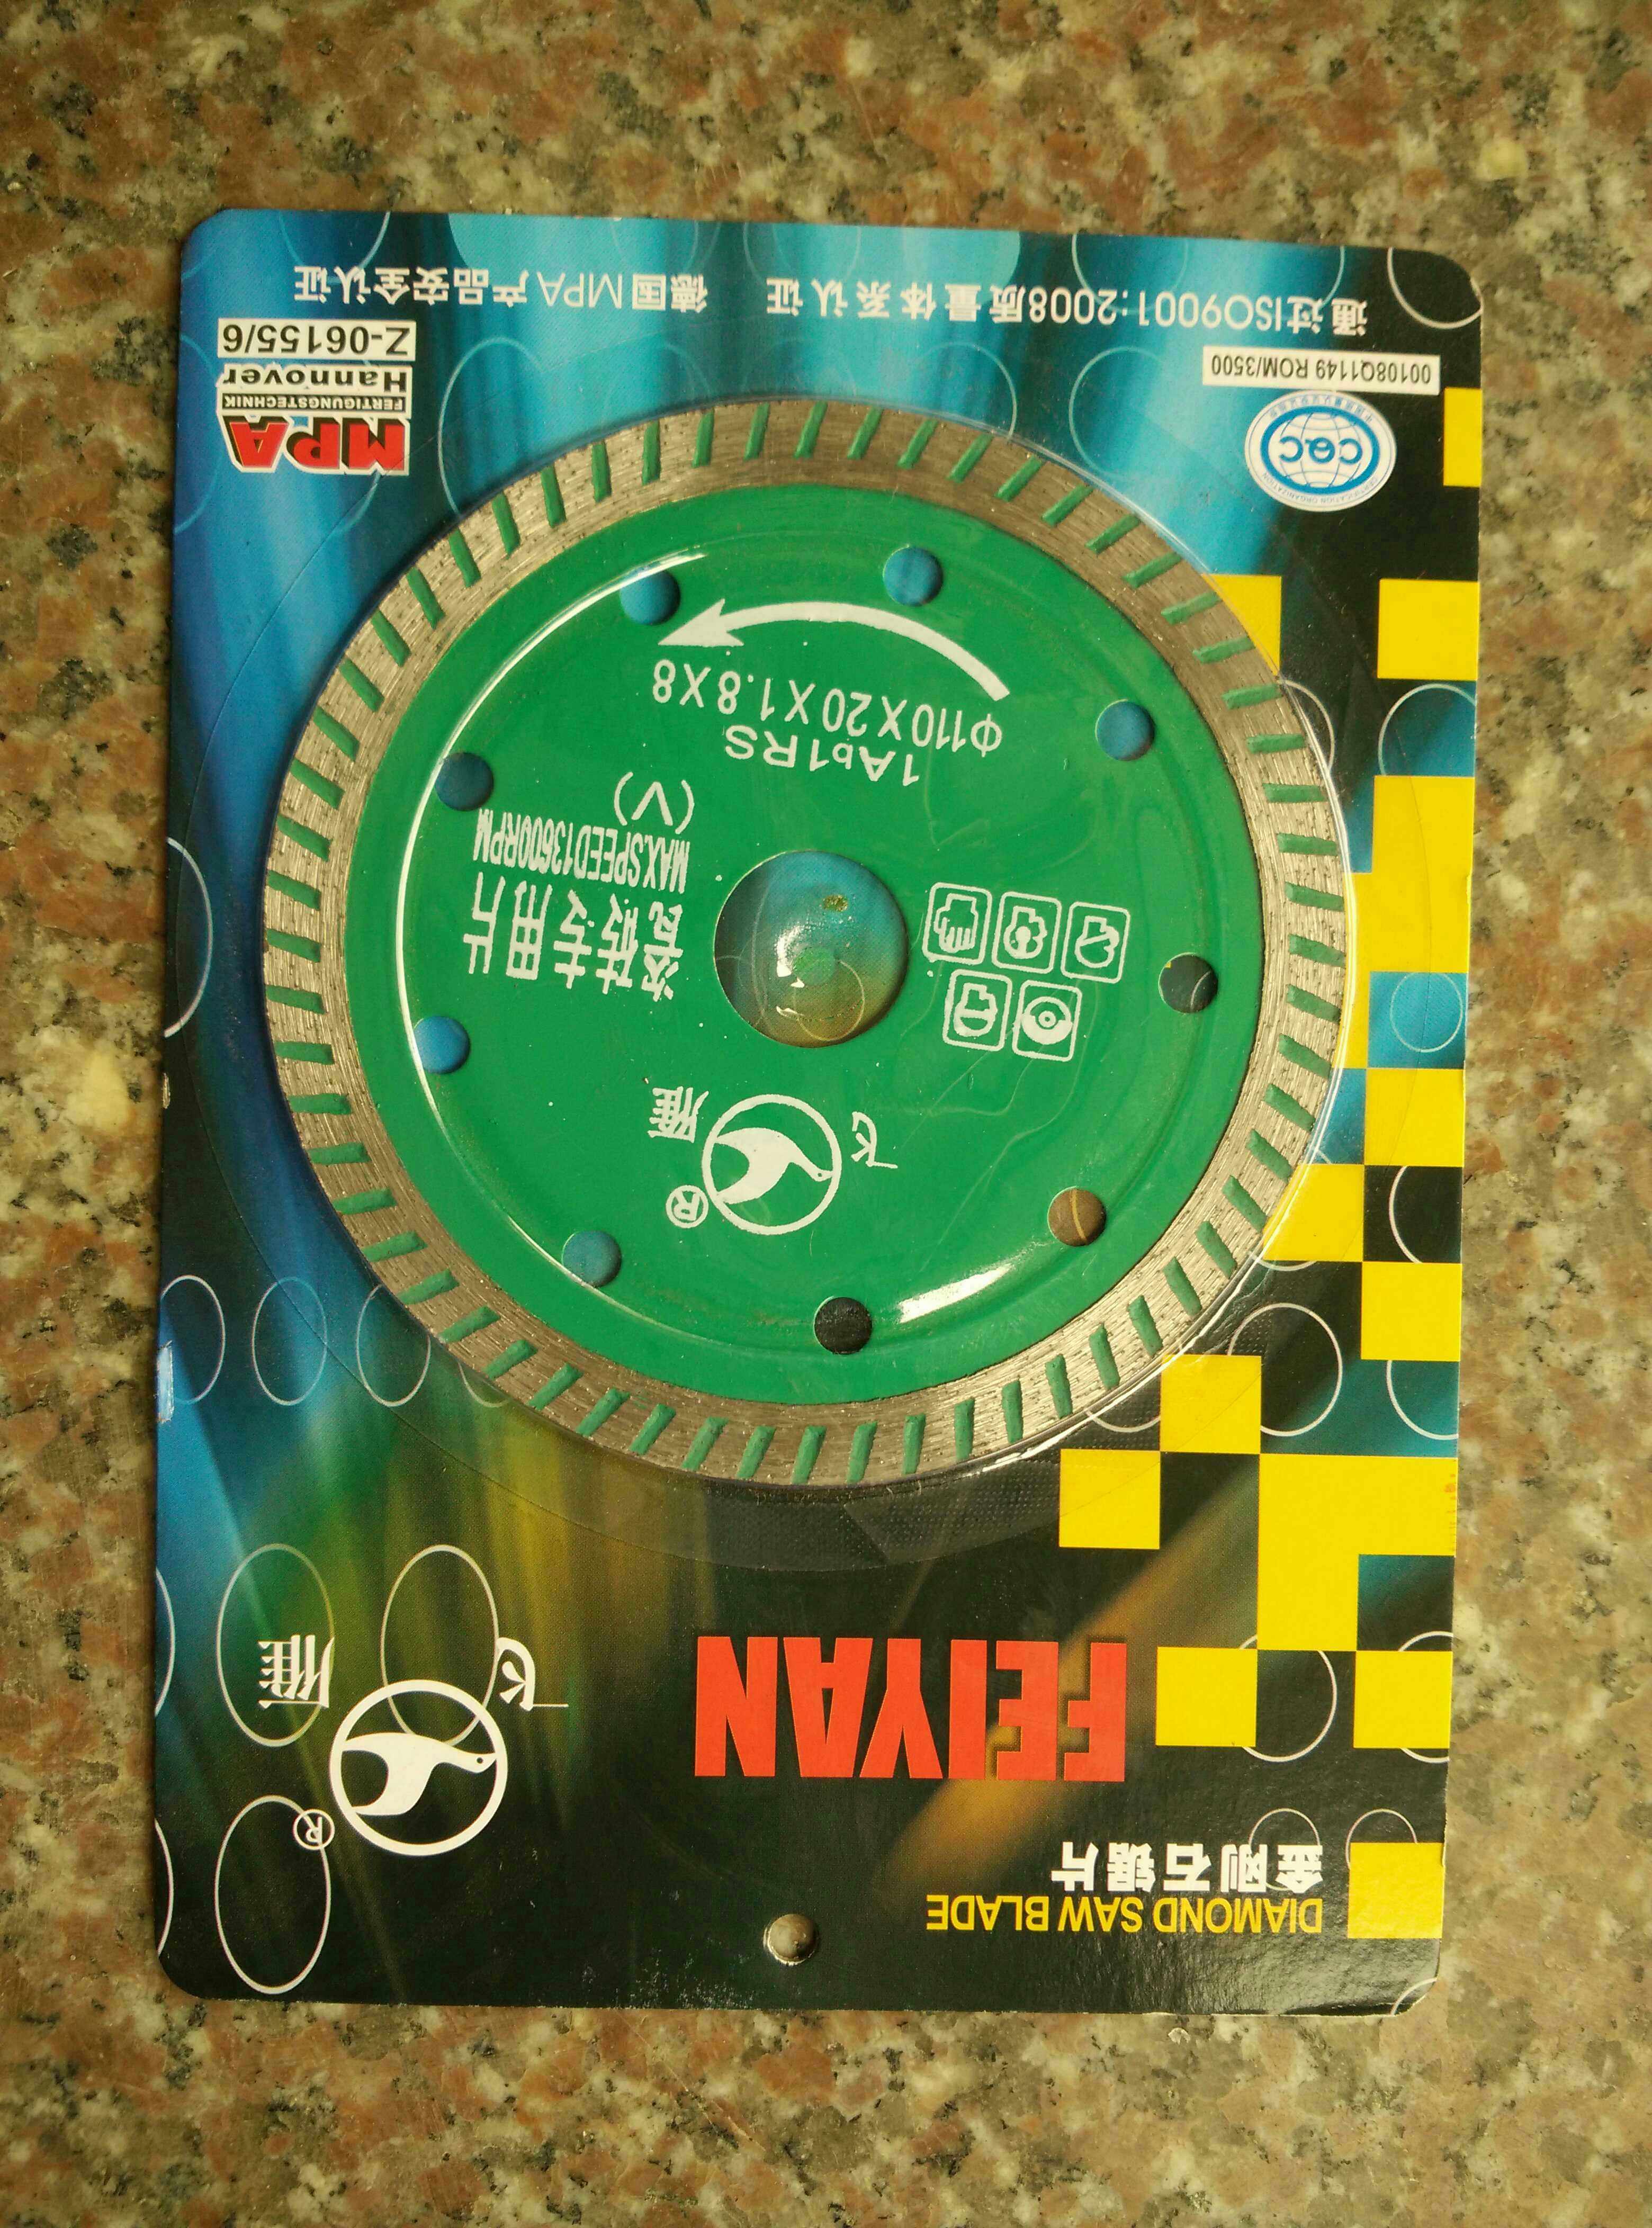 DIAMOND SAW BLADE
金刚石锯片
®
FEIYAN
飞 雁
®
飞 雁
瓷砖专用片
MAX.SPEED13600RPM
(V)
1Ab1RS
Φ110X20X1.8X8
CQC
MPA
FERTIGUNGSTECHNIK
Hannover
00108Q1149 ROM/3500
Z-06155/6
通过ISO9001:2008质量体系认证
德国MPA产品安全认证